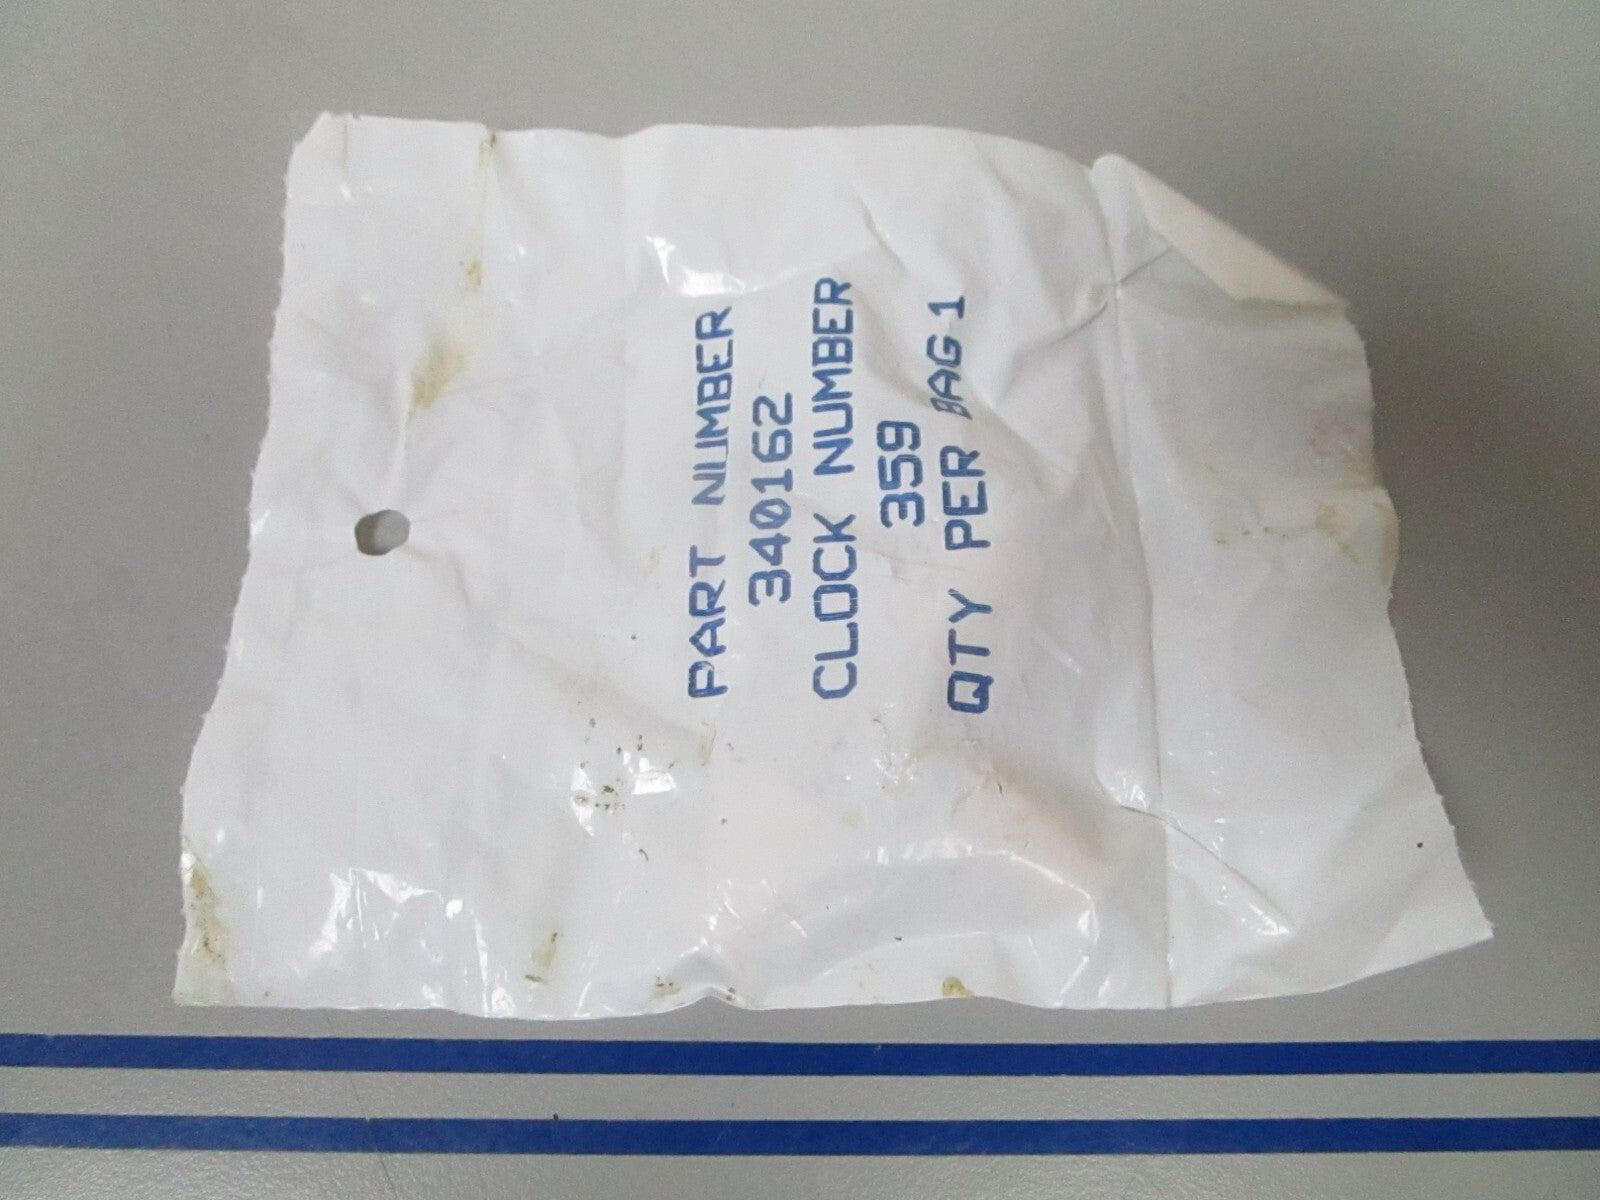 PART NUMBER
340162
CLOCK NUMBER
359
QTY PER BAG 1